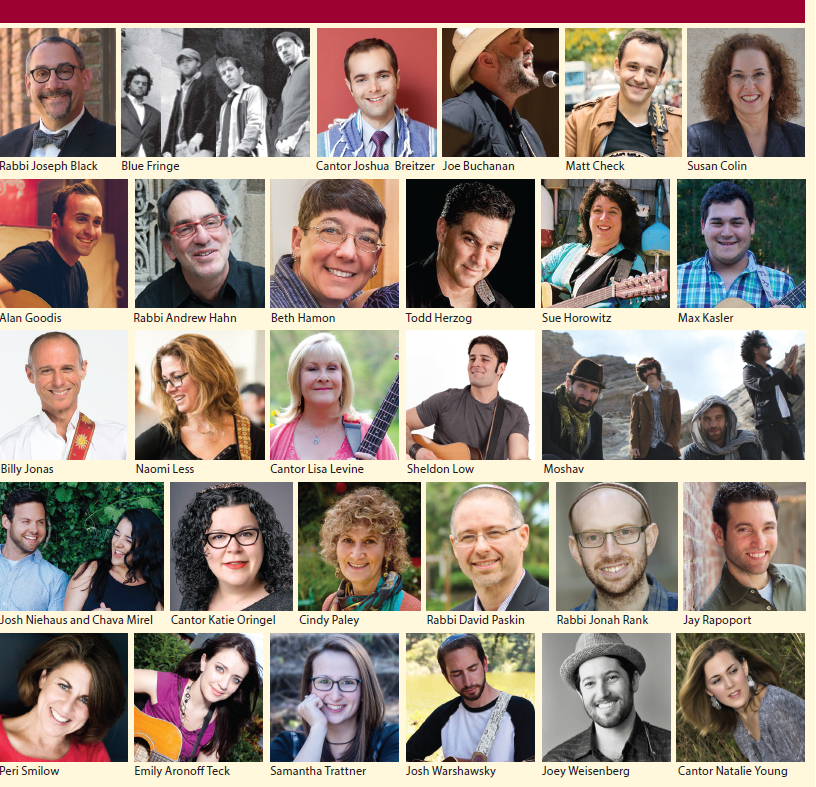 Rabbi Joseph Black
Blue Fringe
Cantor Joshua Breitzer
Joe Buchanan
Matt Check
Susan Colin
Alan Goodis
Rabbi Andrew Hahn
Beth Hamon
Todd Herzog
Sue Horowitz
Max Kasler
Billy Jonas
Naomi Less
Cantor Lisa Levine
Sheldon Low
Moshav
Josh Niehaus and Chava Mirel
Cantor Katie Oringel
Cindy Paley
Rabbi David Paskin
Rabbi Jonah Rank
Jay Rapoport
Peri Smilow
Emily Aronoff Teck
Samantha Trattner
Josh Warshawsky
Joey Weisenberg
Cantor Natalie Young